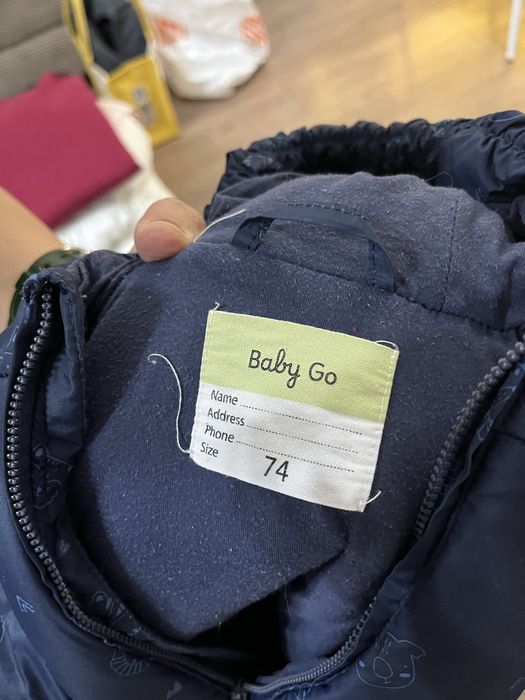 Baby Go
Name
Address
Phone
Size 74